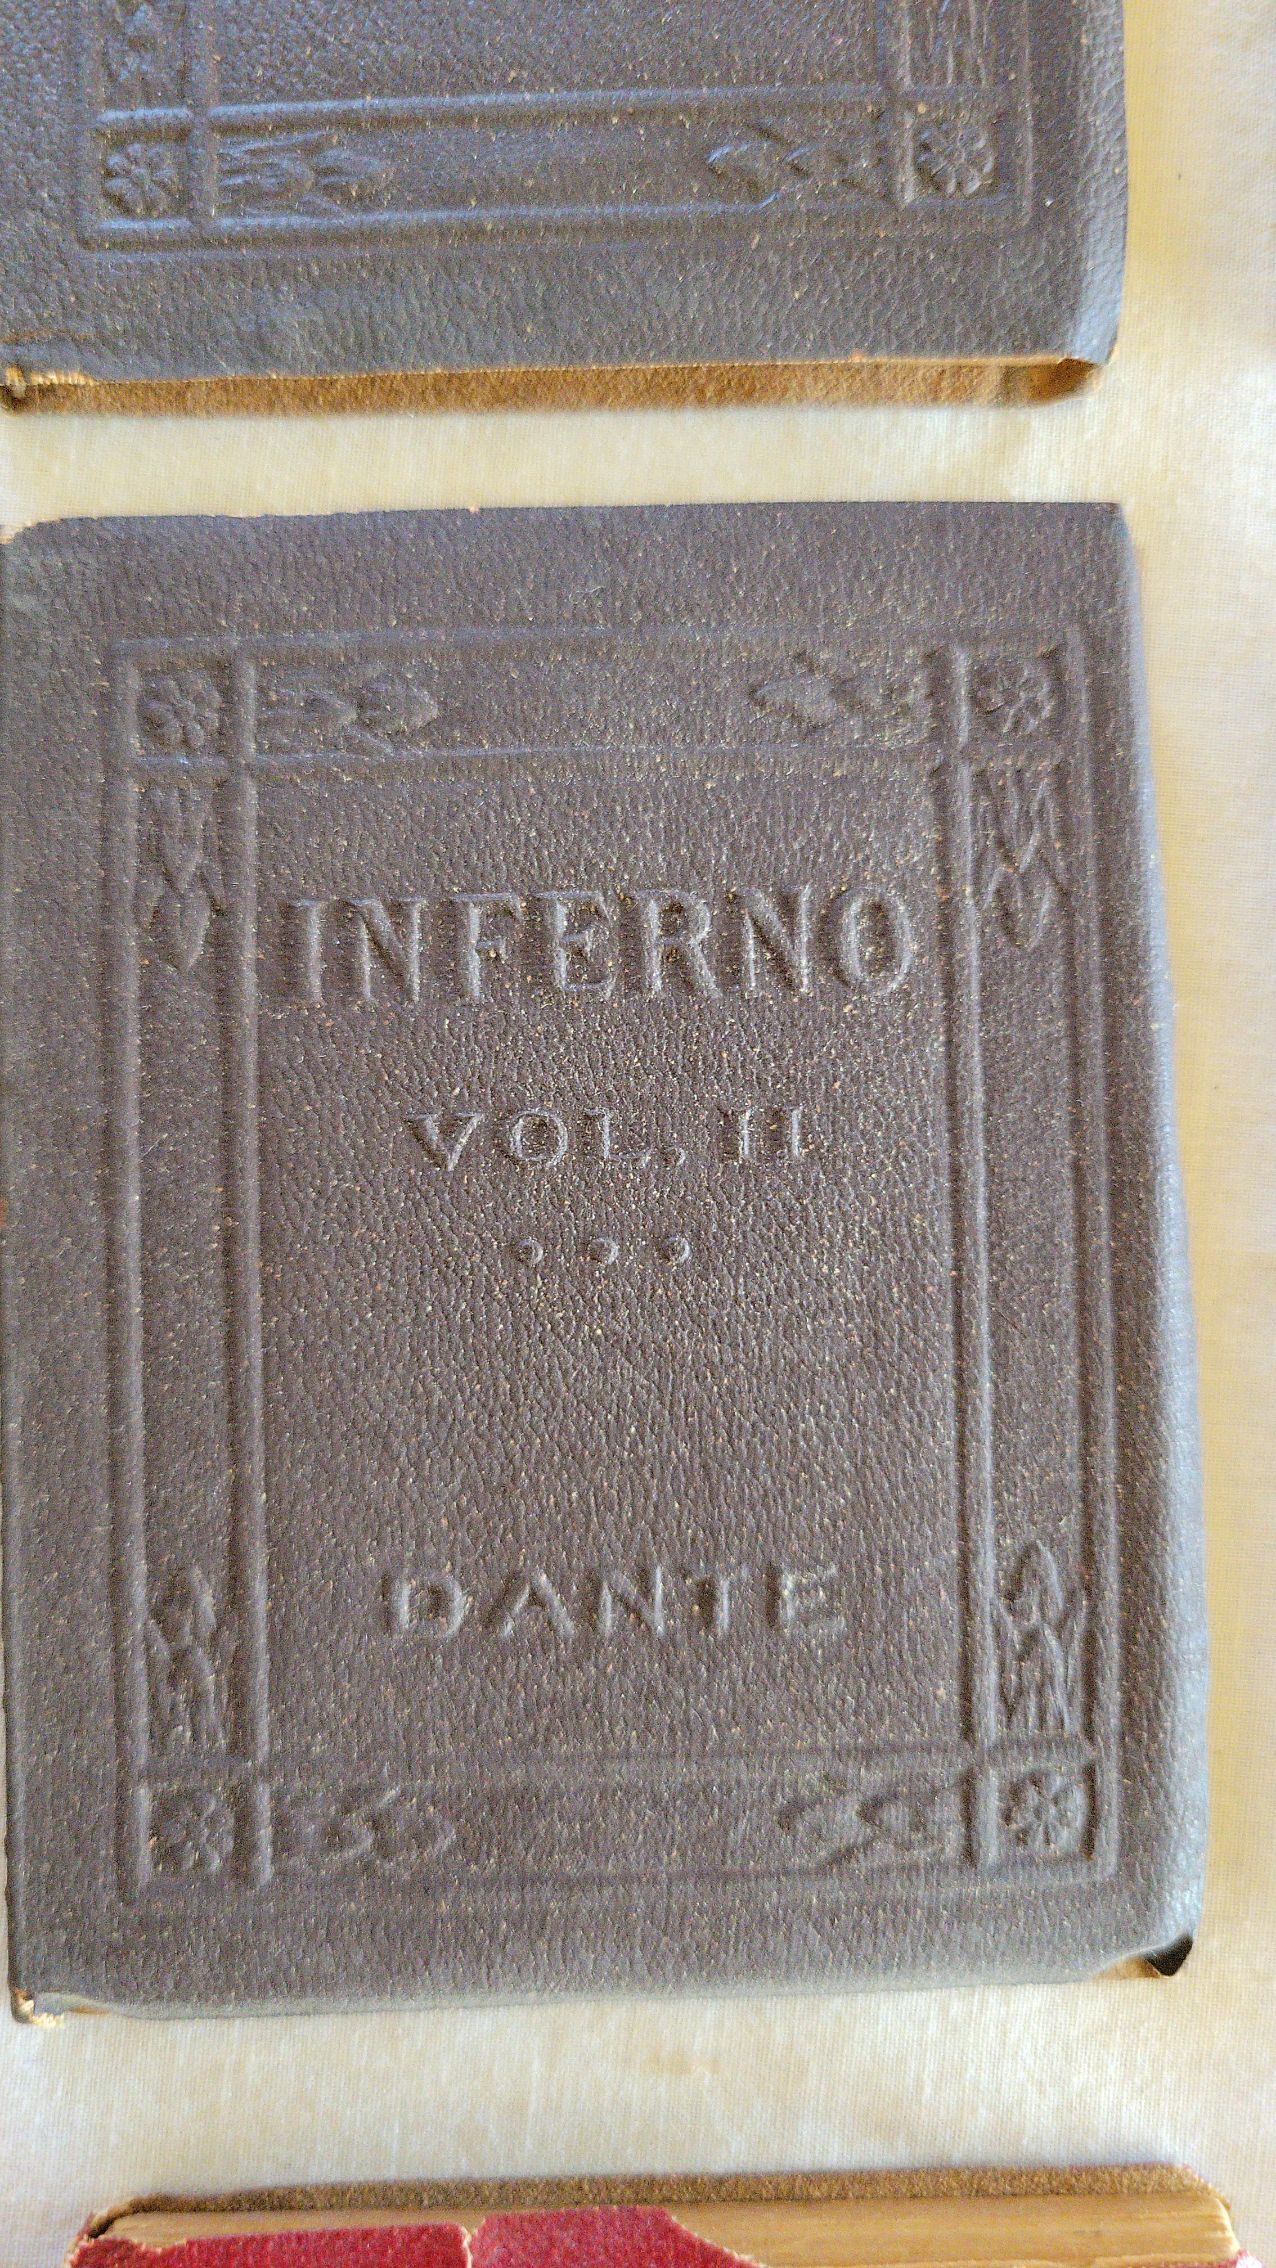 INFERNO
VOL. II
DANTE